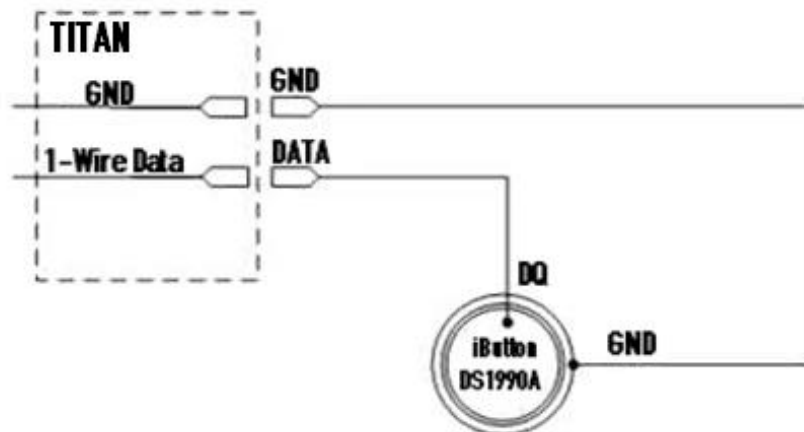 TITAN
GND
GND
1-Wire Data
DATA
DQ
iButton
DS1990A
GND